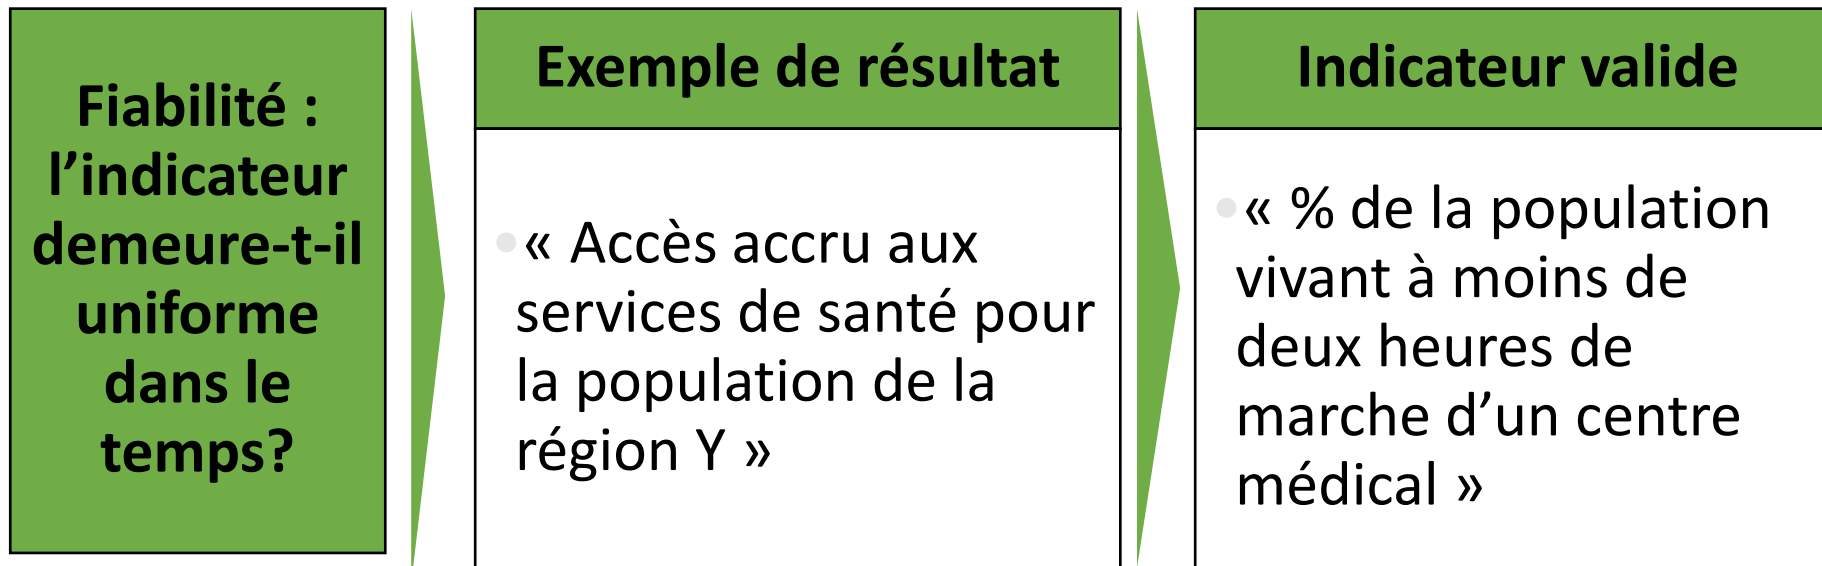 Fiabilité :
l’indicateur
demeure-t-il
uniforme
dans le
temps?
Exemple de résultat
• « Accès accru aux
services de santé pour
la population de la
région Y »
Indicateur valide
• « % de la population
vivant à moins de
deux heures de
marche d’un centre
médical »